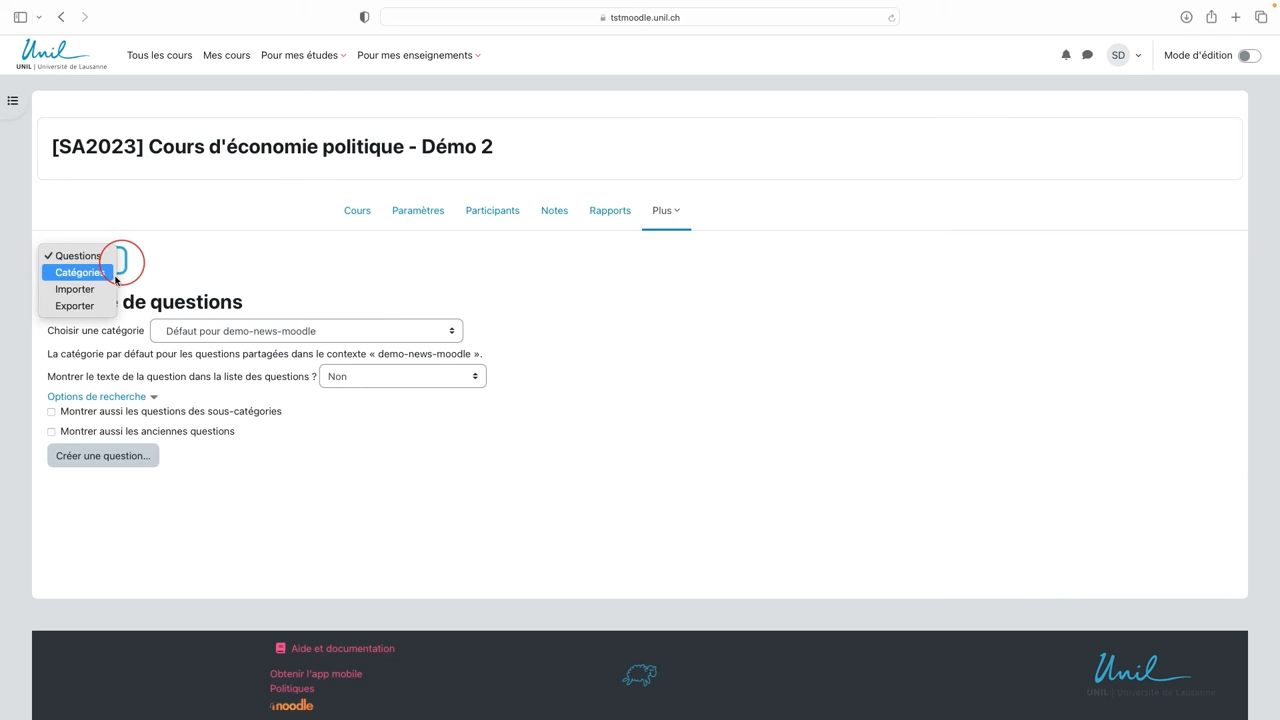 tstmoodle.unil.ch
Unil
UNIL | Université de Lausanne
Tous les cours
Mes cours
Pour mes études
Pour mes enseignements
SD
Mode d'édition
[SA2023] Cours d'économie politique - Démo 2
Cours
Paramètres
Participants
Notes
Rapports
Plus
Questions
Catégories
Importer
Exporter
de questions
Choisir une catégorie
Défaut pour demo-news-moodle
La catégorie par défaut pour les questions partagées dans le contexte « demo-news-moodle ».
Montrer le texte de la question dans la liste des questions ?
Non
Options de recherche
Montrer aussi les questions des sous-catégories
Montrer aussi les anciennes questions
Créer une question...
Aide et documentation
Obtenir l'app mobile
Politiques
moodle
Unil
UNIL | Université de Lausanne